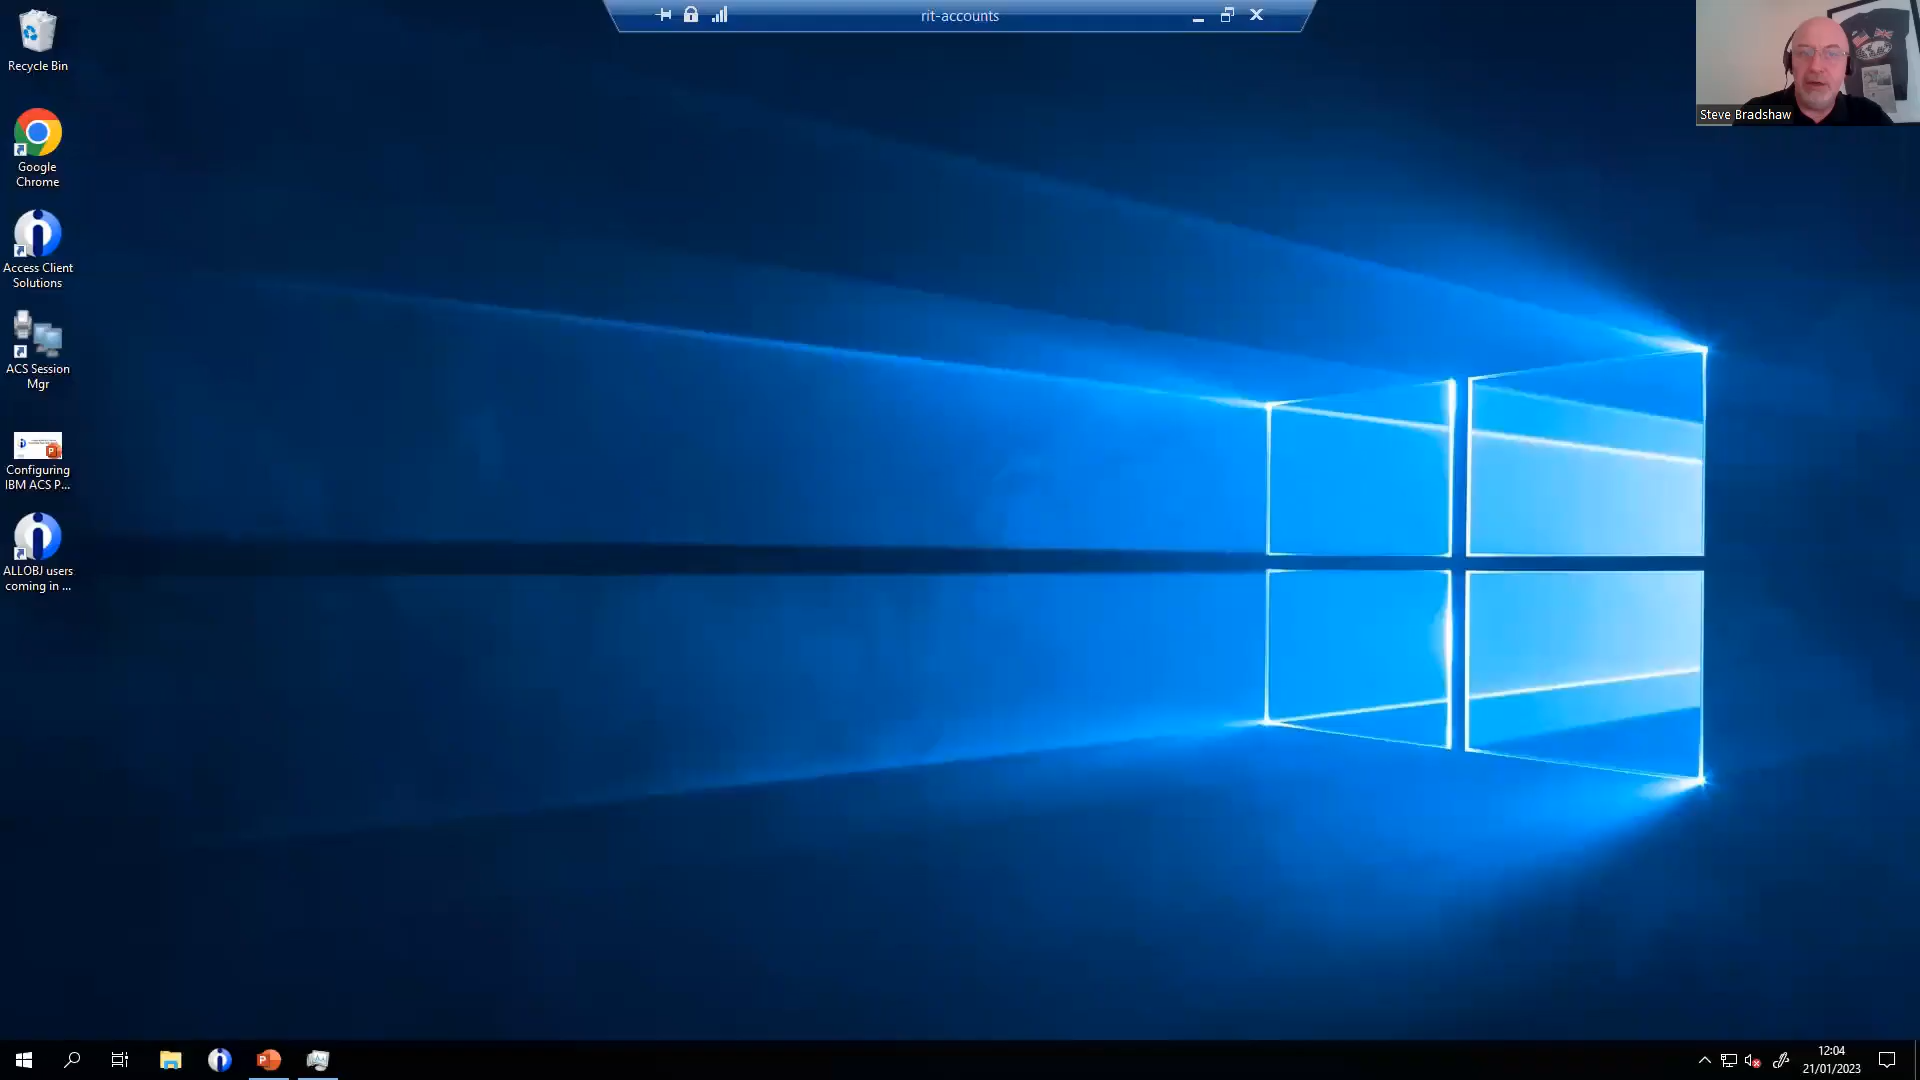 rit-accounts
Steve Bradshaw
Recycle Bin
Google
Chrome
Access Client
Solutions
ACS Session
Mgr
Configuring
IBM ACS P...
ALLOBJ users
coming in ...
12:04
21/01/2023